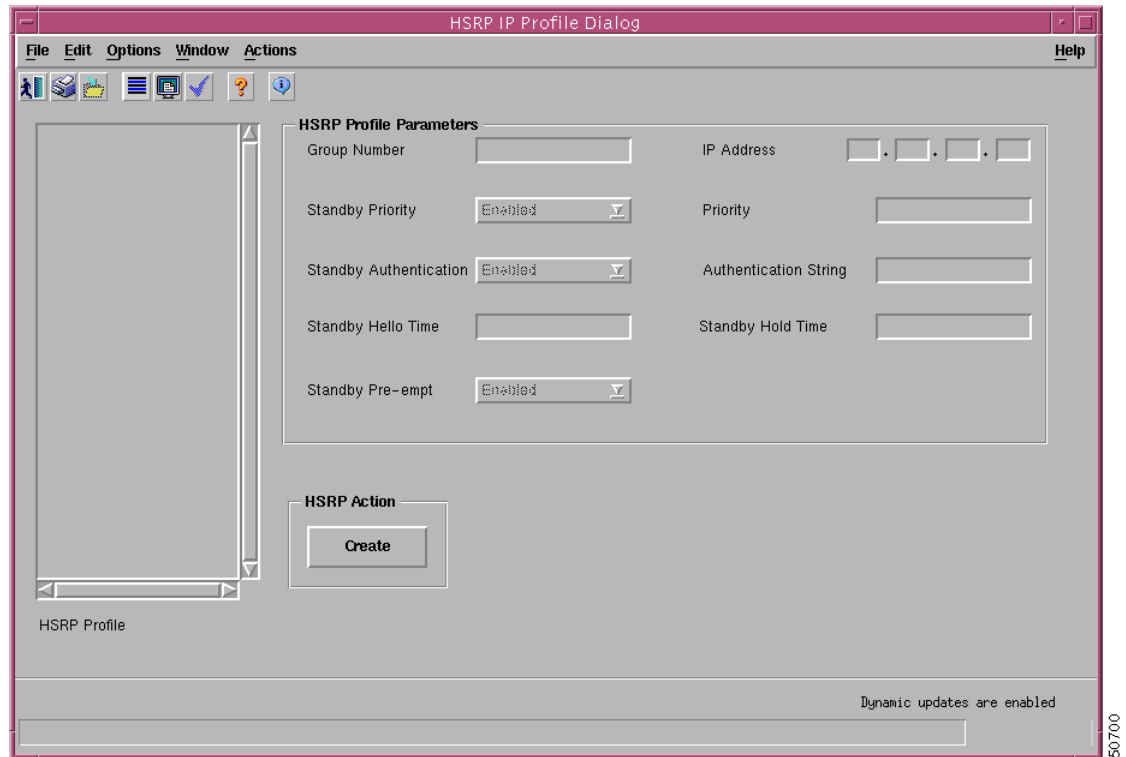 HSRP IP Profile Dialog
File Edit Options Window Actions Help
HSRP Profile Parameters
Group Number IP Address . . .
Standby Priority Enabled Priority
Standby Authentication Enabled Authentication String
Standby Hello Time Standby Hold Time
Standby Pre-empt Enabled
HSRP Action
Create
HSRP Profile
Dynamic updates are enabled
50700